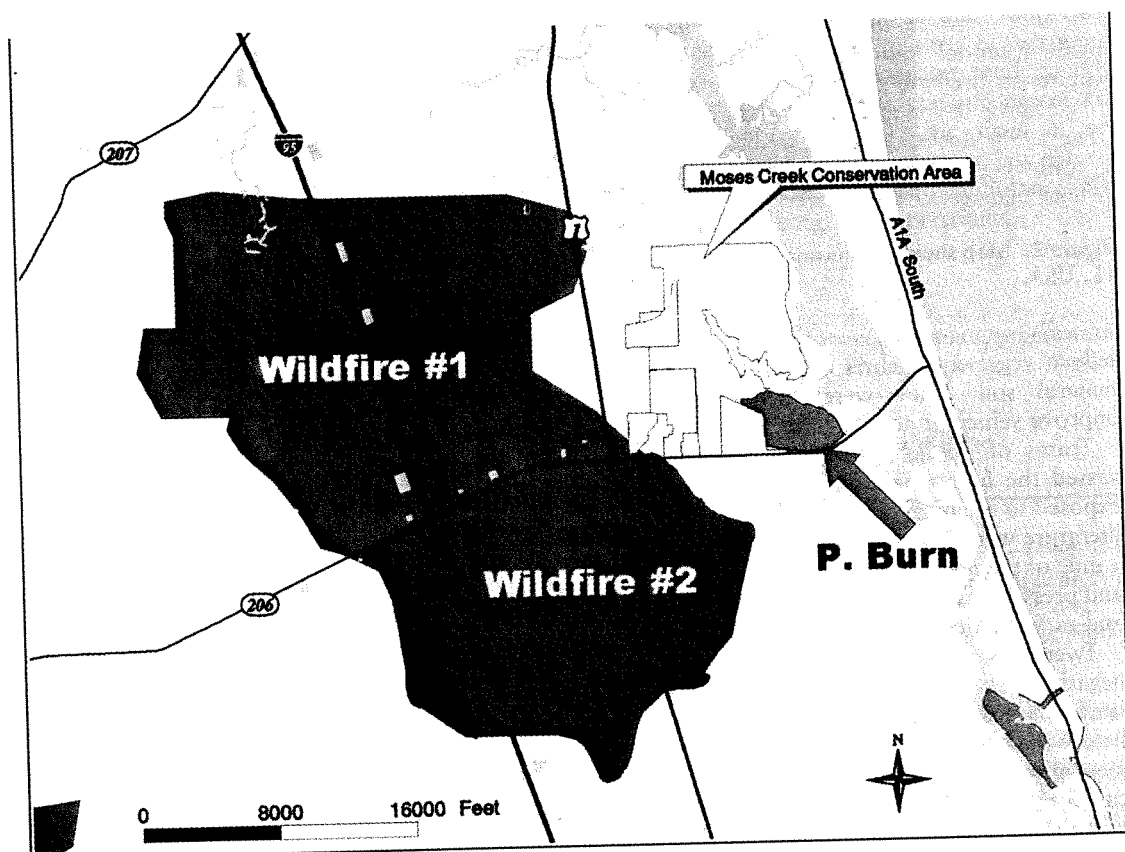 207
95
Moses Creek Conservation Area
1
A1A South
Wildfire #1
P. Burn
Wildfire #2
206
N
0 8000 16000 Feet